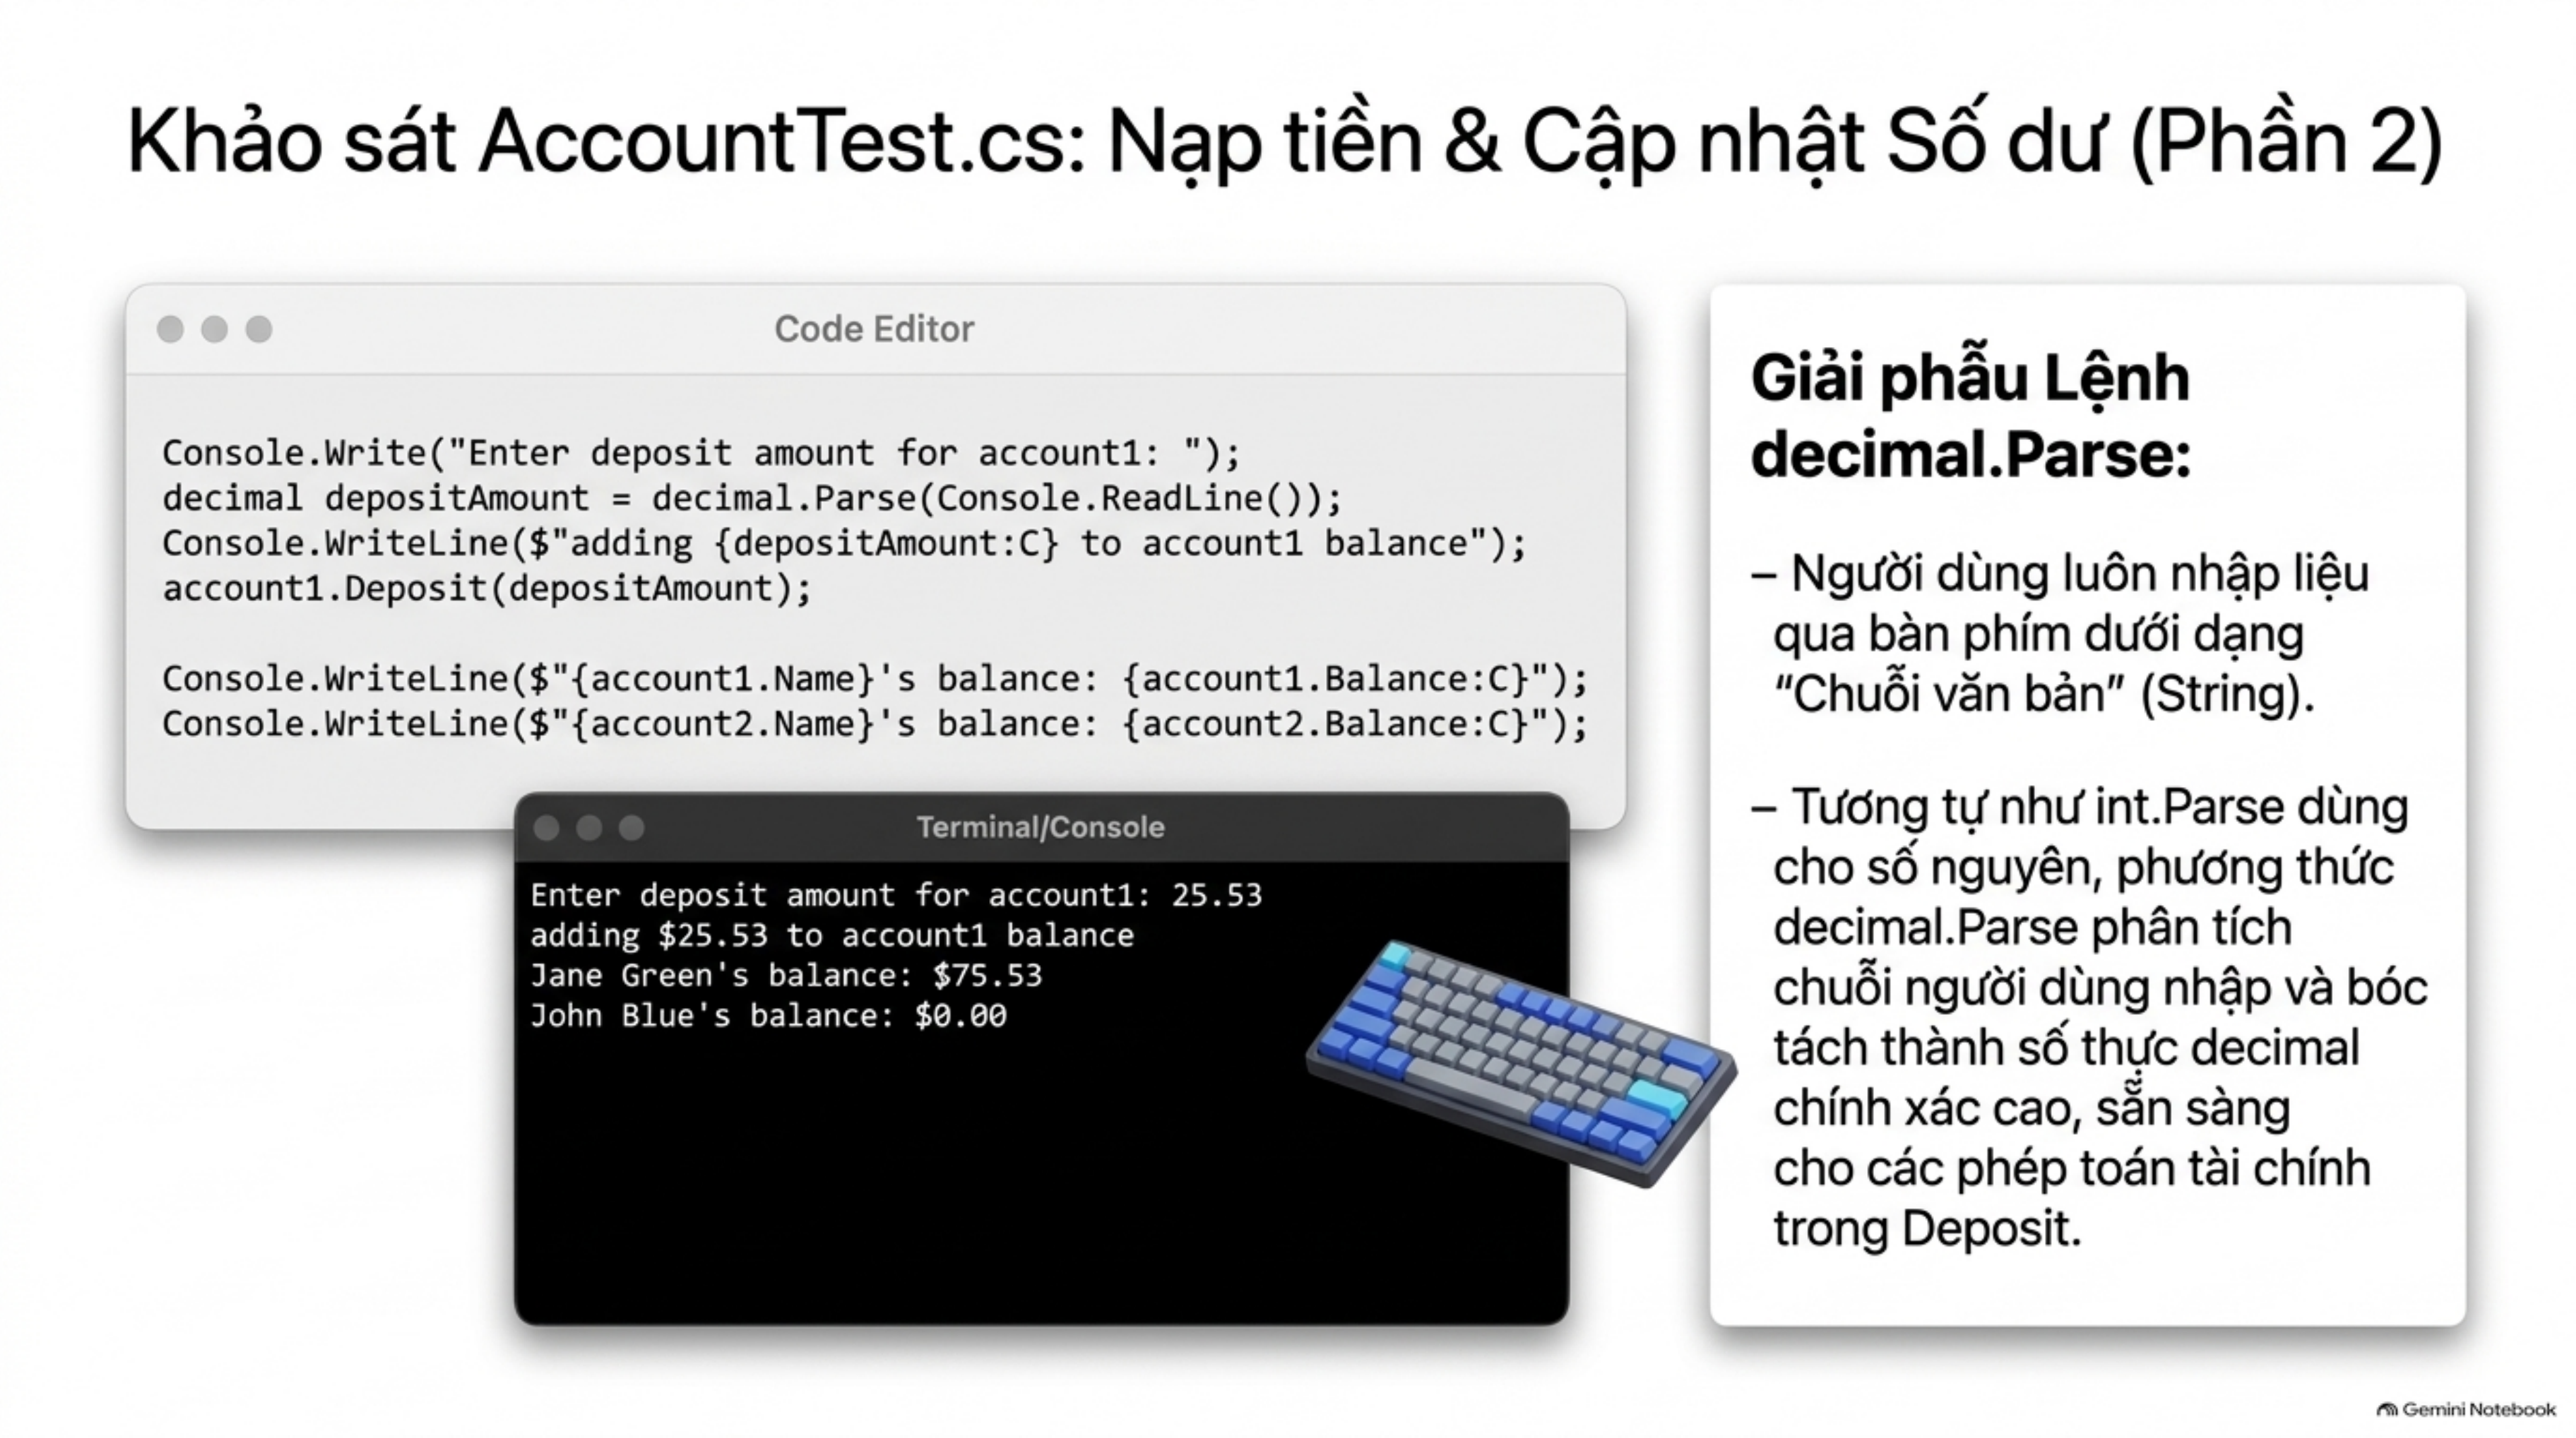 Khảo sát AccountTest.cs: Nạp tiền & Cập nhật Số dư (Phần 2)
Code Editor
Console.Write("Enter deposit amount for account1: ");
decimal depositAmount = decimal.Parse(Console.ReadLine());
Console.WriteLine($"adding {depositAmount:C} to account1 balance");
account1.Deposit(depositAmount);
Console.WriteLine($"{account1.Name}'s balance: {account1.Balance:C}");
Console.WriteLine($"{account2.Name}'s balance: {account2.Balance:C}");
Terminal/Console
Enter deposit amount for account1: 25.53
adding $25.53 to account1 balance
Jane Green's balance: $75.53
John Blue's balance: $0.00
Giải phẫu Lệnh
decimal.Parse:
– Người dùng luôn nhập liệu
qua bàn phím dưới dạng
“Chuỗi văn bản” (String).
– Tương tự như int.Parse dùng
cho số nguyên, phương thức
decimal.Parse phân tích
chuỗi người dùng nhập và bóc
tách thành số thực decimal
chính xác cao, sẵn sàng
cho các phép toán tài chính
trong Deposit.
Gemini Notebook